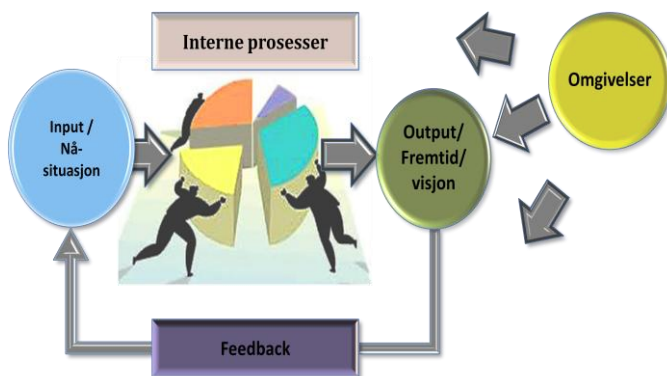 Interne prosesser
Input /
Nå-
situasjon
Output/
Fremtid/
visjon
Omgivelser
Feedback